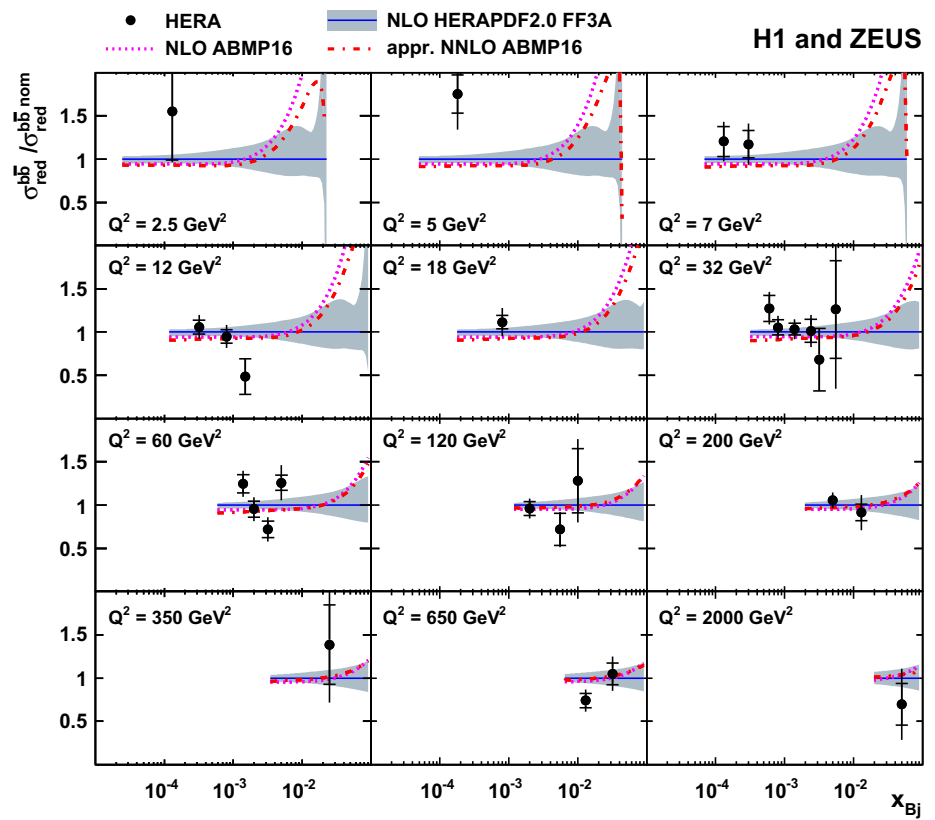 HERA
NLO HERAPDF2.0 FF3A
NLO ABMP16
appr. NNLO ABMP16
H1 and ZEUS
σ_red^{bb̄} / σ_red^{bb̄ nom}
1.5
1
0.5
Q² = 2.5 GeV²
Q² = 5 GeV²
Q² = 7 GeV²
1.5
1
0.5
Q² = 12 GeV²
Q² = 18 GeV²
Q² = 32 GeV²
1.5
1
0.5
Q² = 60 GeV²
Q² = 120 GeV²
Q² = 200 GeV²
1.5
1
0.5
Q² = 350 GeV²
Q² = 650 GeV²
Q² = 2000 GeV²
10⁻⁴ 10⁻³ 10⁻² 10⁻⁴ 10⁻³ 10⁻² 10⁻⁴ 10⁻³ 10⁻²
x_Bj